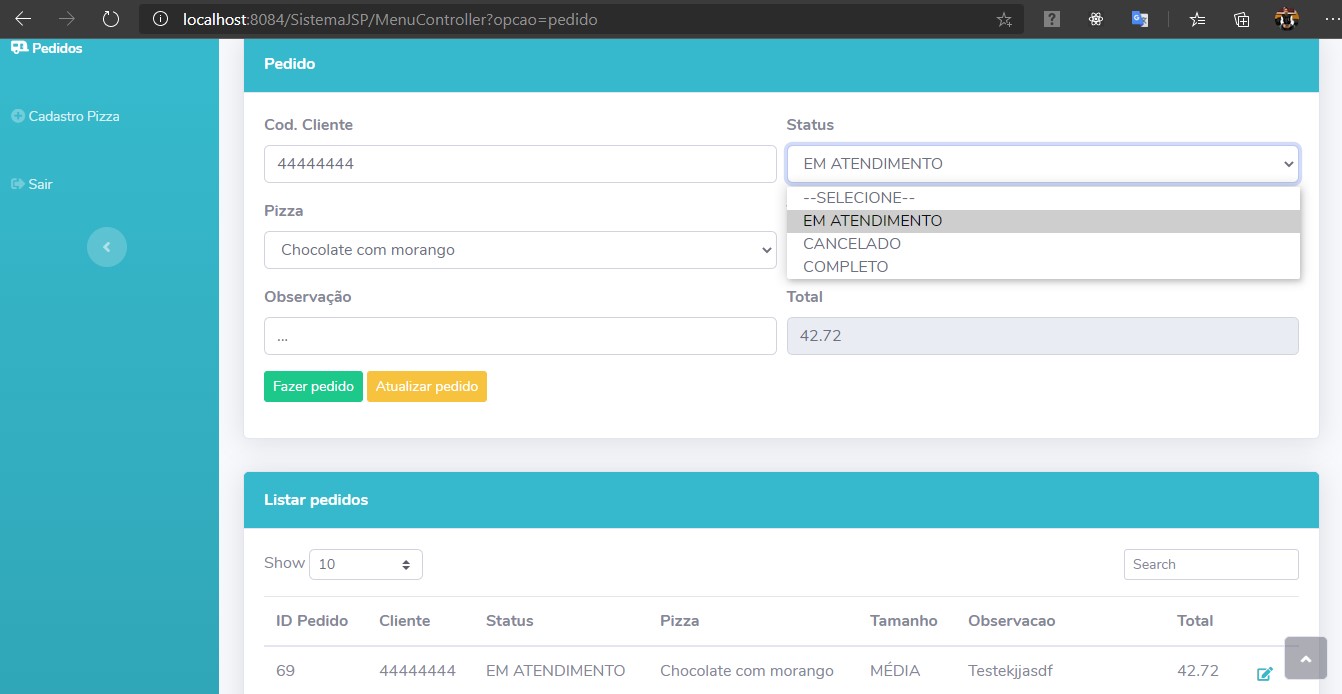 localhost:8084/SistemaJSP/MenuController?opcao=pedido
Pedidos
Cadastro Pizza
Sair
Pedido
Cod. Cliente
Status
44444444
EM ATENDIMENTO
--SELECIONE--
EM ATENDIMENTO
CANCELADO
COMPLETO
Pizza
Chocolate com morango
Observação
Total
...
42.72
Fazer pedido
Atualizar pedido
Listar pedidos
Show 10
Search
ID Pedido Cliente Status Pizza Tamanho Observacao Total
69 44444444 EM ATENDIMENTO Chocolate com morango MÉDIA Testekjjasdf 42.72